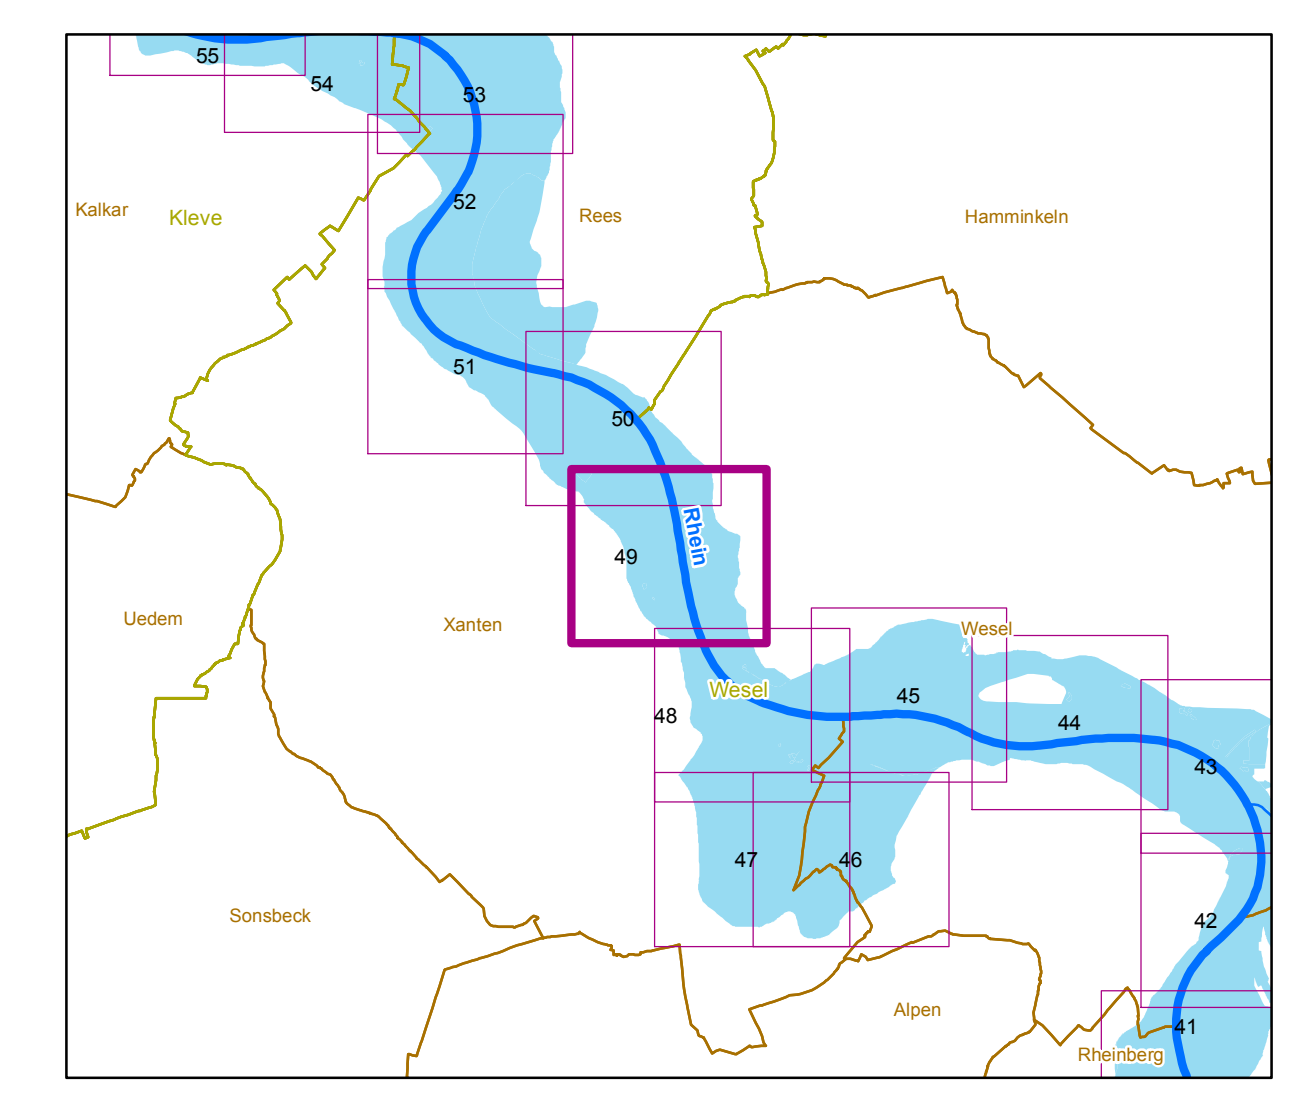 55
54
53
52
Kalkar
Kleve
Rees
Hamminkeln
51
50
Rhein
49
Uedem
Xanten
Wesel
Wesel
48
45
44
43
47
46
Sonsbeck
42
Alpen
41
Rheinberg